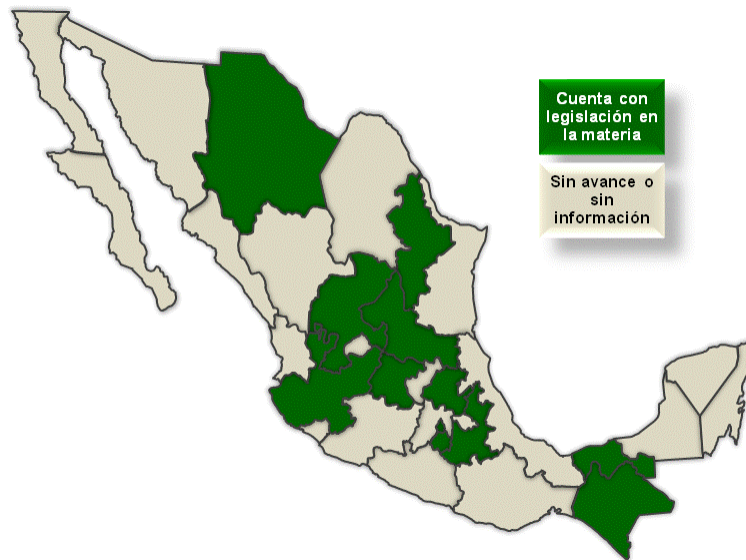 Cuenta con
legislación en
la materia
Sin avance o
sin
información